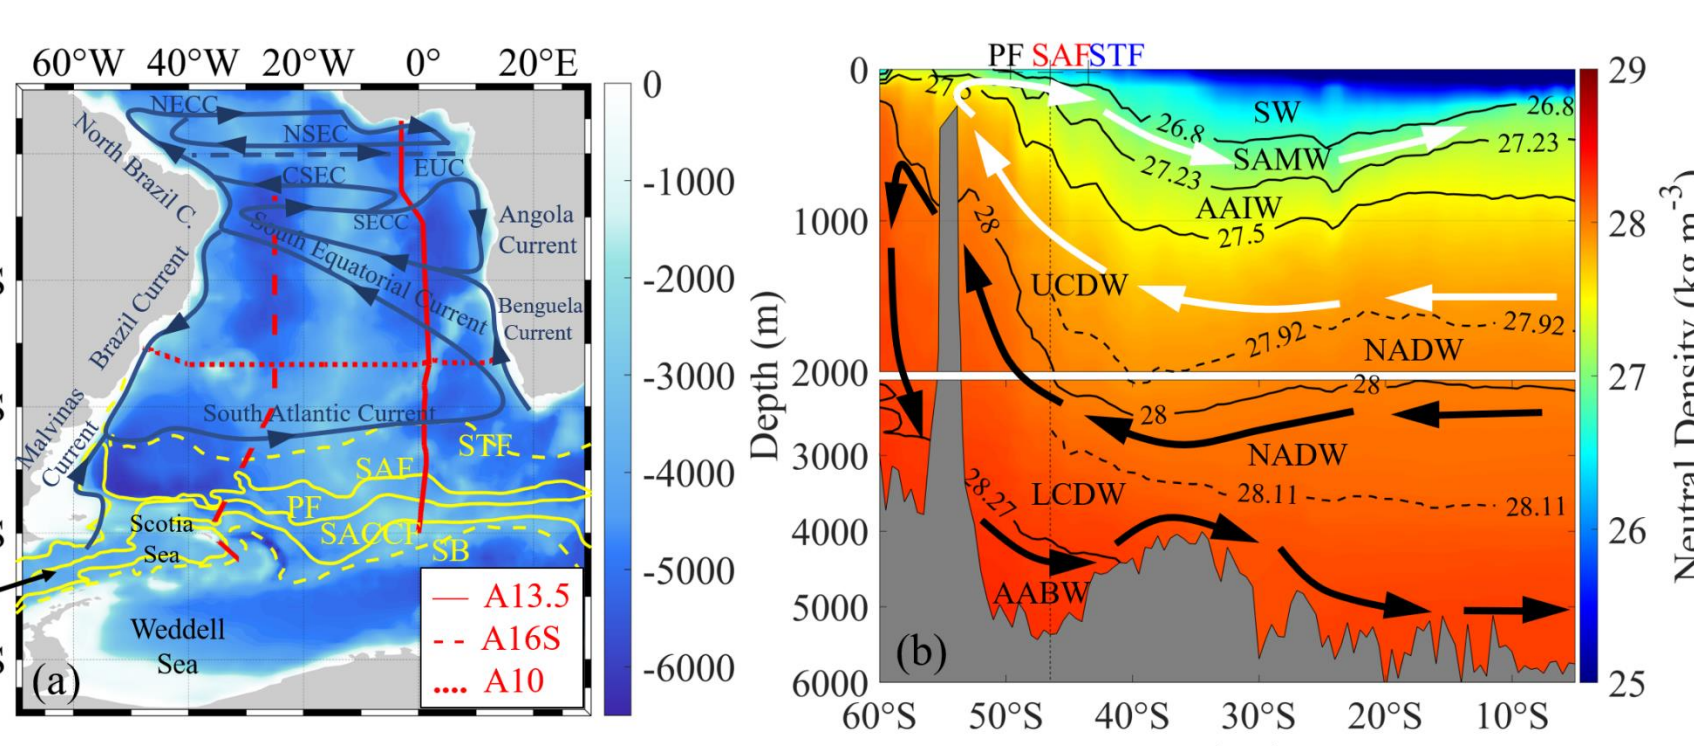 60°W 40°W 20°W 0° 20°E
NECC
NSEC
North Brazil C.
EUC
CSEC
SECC
Angola
Current
South Equatorial Current
Brazil Current
Benguela
Current
South Atlantic Current
Malvinas
Current
STF
SAF
PF
SACCF
SB
Scotia
Sea
Weddell
Sea
(a)
A13.5
A16S
A10
0
-1000
-2000
-3000
-4000
-5000
-6000
Depth (m)
PF SAF STF
0
1000
2000
3000
4000
5000
6000
60°S 50°S 40°S 30°S 20°S 10°S
SW
26.8
26.8
27.23
SAMW
27.23
AAIW
27.5
27.5
28
UCDW
27.92
27.92
NADW
28
28
NADW
28.27
LCDW
28.11
28.11
AABW
(b)
29
28
27
26
25
Neutral Density (kg m-3)